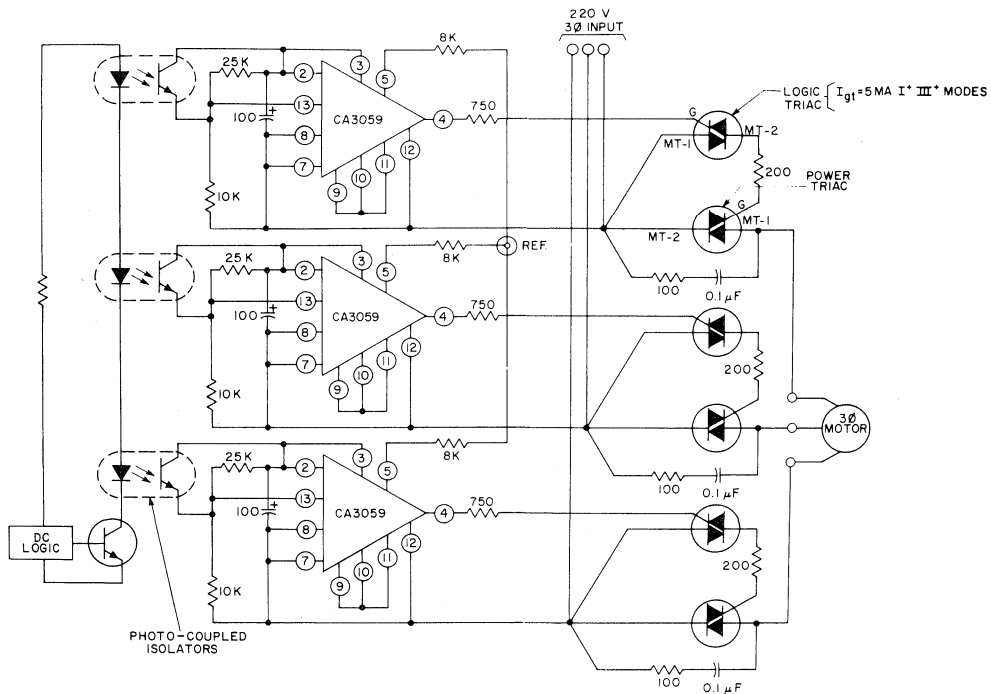 220 V
3Ø INPUT
8K
25K
2
3
5
13
100
+
CA3059
4
750
8
12
7
11
10
9
10K
LOGIC TRIAC { Igt = 5 MA I+ III+ MODES
G
MT-1
MT-2
200
POWER TRIAC
G
MT-1
MT-2
100
0.1 µF
8K
REF.
25K
2
3
5
13
100
+
CA3059
4
750
8
12
7
11
10
9
10K
200
100
0.1 µF
3Ø
MOTOR
8K
25K
2
3
5
13
100
+
CA3059
4
750
8
12
7
11
10
9
10K
200
100
0.1 µF
DC
LOGIC
PHOTO-COUPLED
ISOLATORS